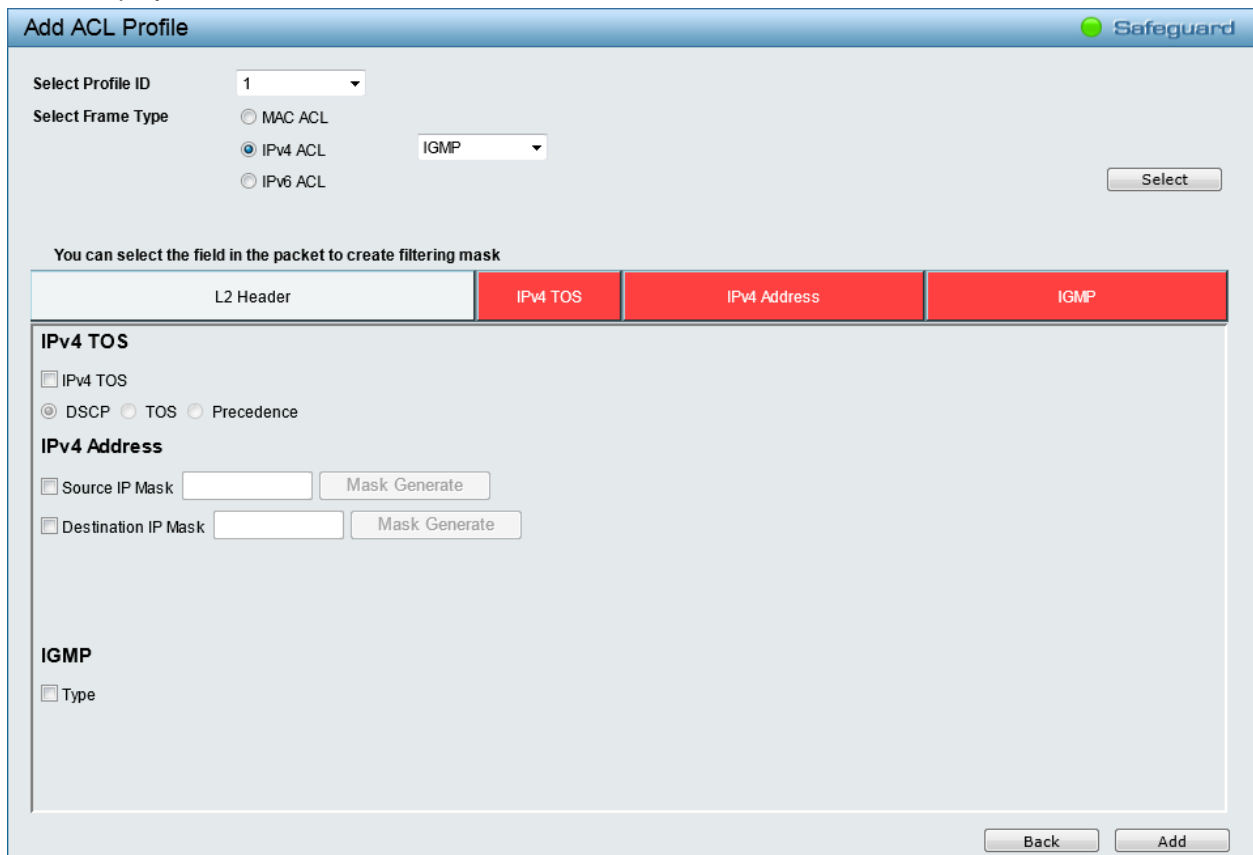 Add ACL Profile Safeguard
Select Profile ID 1
Select Frame Type MAC ACL
IPv4 ACL IGMP
IPv6 ACL Select
You can select the field in the packet to create filtering mask
L2 Header IPv4 TOS IPv4 Address IGMP
IPv4 TOS
IPv4 TOS
DSCP TOS Precedence
IPv4 Address
Source IP Mask Mask Generate
Destination IP Mask Mask Generate
IGMP
Type
Back Add